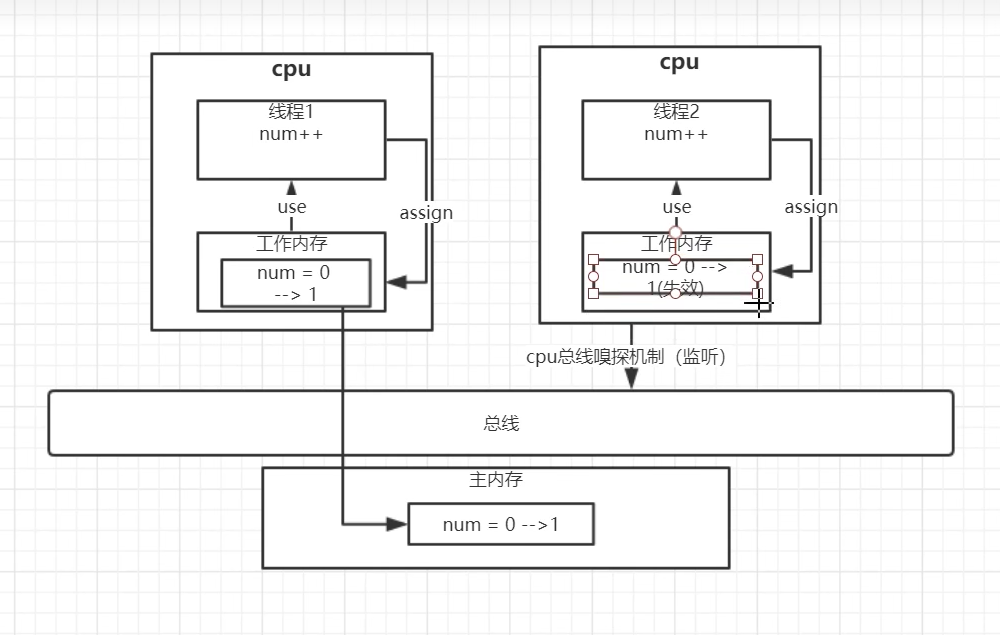 cpu
线程1
num++
use
assign
工作内存
num = 0
--> 1
cpu
线程2
num++
use
assign
工作内存
num = 0 -->
1(失效)
cpu总线嗅探机制（监听）
总线
主内存
num = 0 -->1